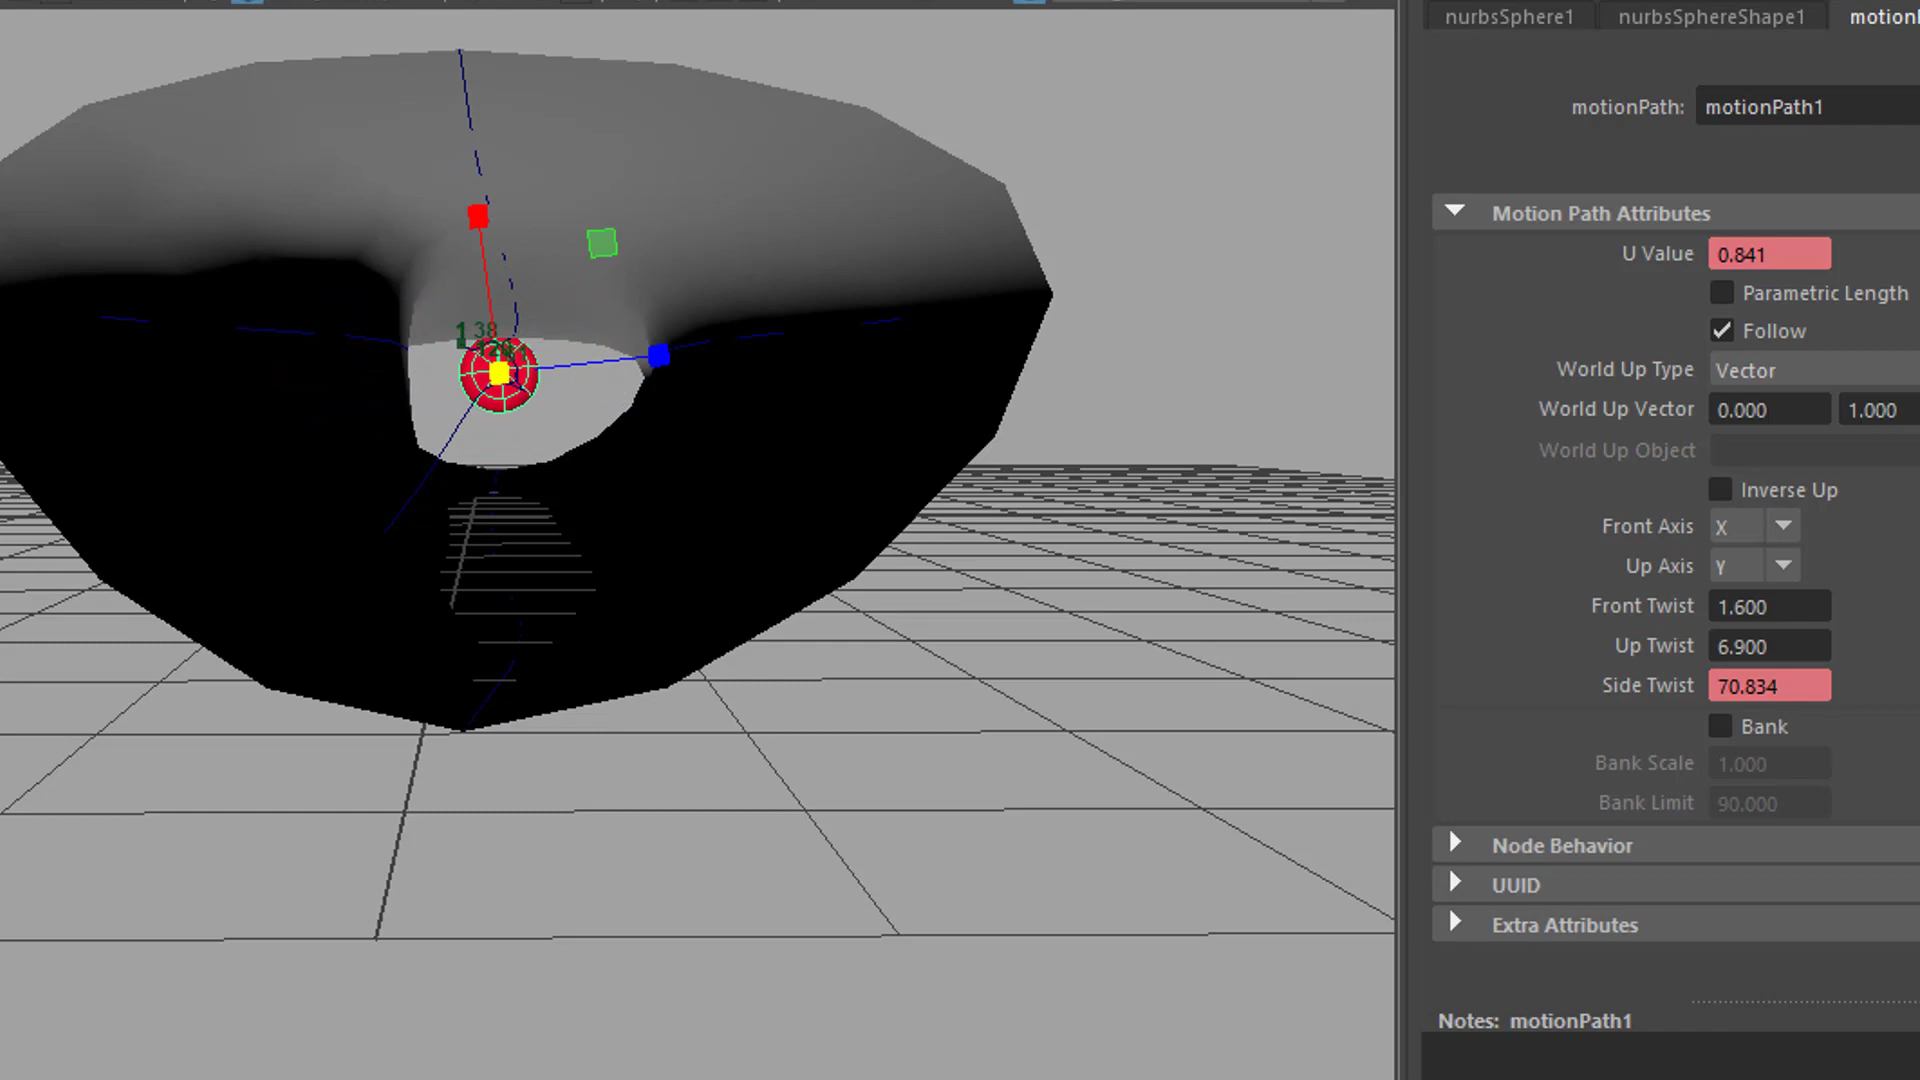 nurbsSphere1 nurbsSphereShape1
motionPath: motionPath1
Motion Path Attributes
U Value 0.841
Parametric Length
Follow
World Up Type Vector
World Up Vector 0.000 1.000
World Up Object
Inverse Up
Front Axis X
Up Axis Y
Front Twist 1.600
Up Twist 6.900
Side Twist 70.834
Bank
Bank Scale 1.000
Bank Limit 90.000
Node Behavior
UUID
Extra Attributes
Notes: motionPath1
1 38